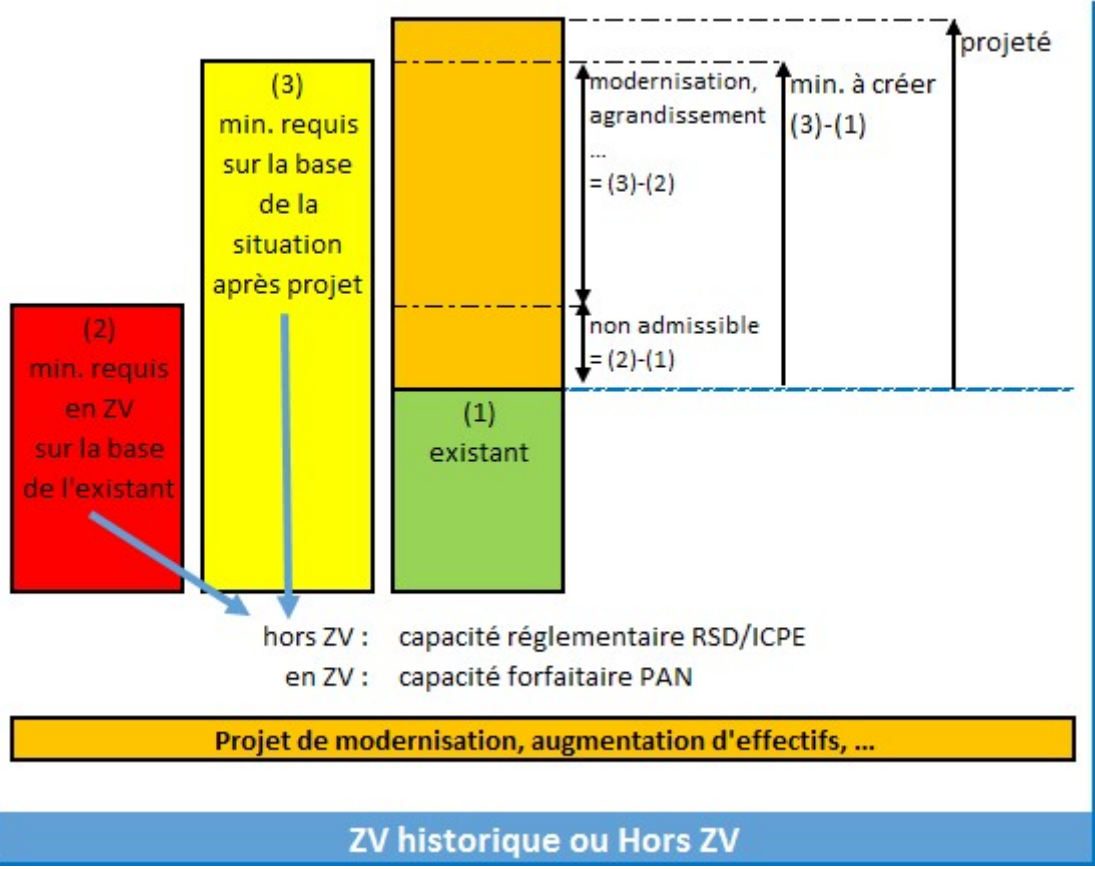 projeté
(3)
min. requis
sur la base
de la
situation
après projet
modernisation,
agrandissement
...
= (3)-(2)
min. à créer
(3)-(1)
(2)
min. requis
en ZV
sur la base
de l'existant
non admissible
= (2)-(1)
(1)
existant
hors ZV : capacité réglementaire RSD/ICPE
en ZV : capacité forfaitaire PAN
Projet de modernisation, augmentation d'effectifs, ...
ZV historique ou Hors ZV